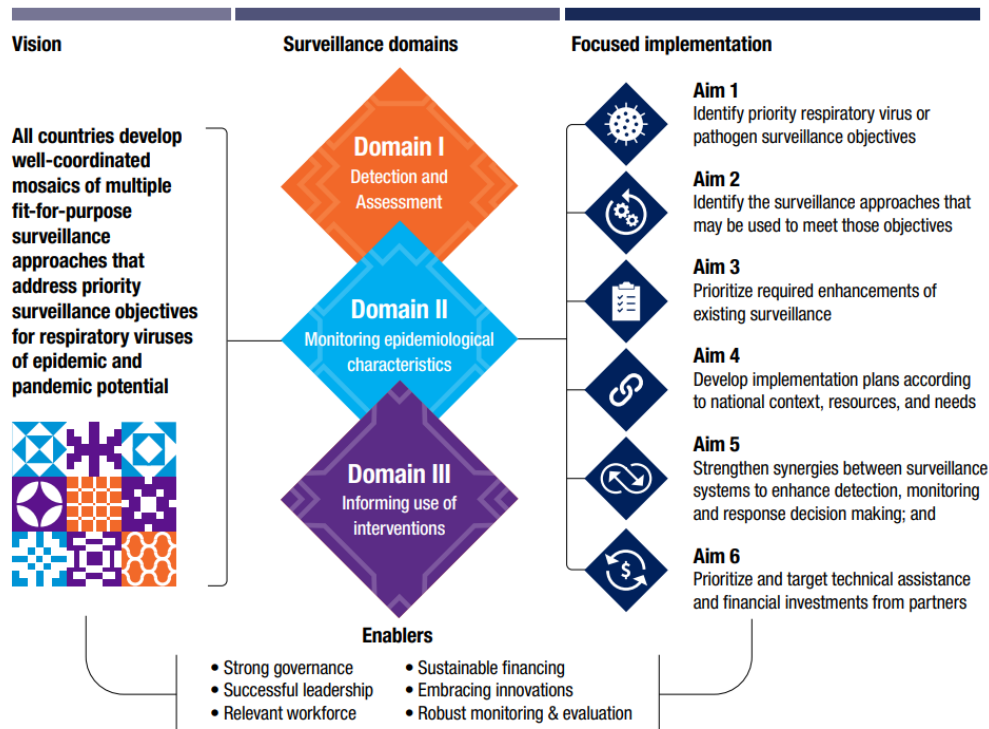 Vision
All countries develop
well-coordinated
mosaics of multiple
fit-for-purpose
surveillance
approaches that
address priority
surveillance objectives
for respiratory viruses
of epidemic and
pandemic potential
Surveillance domains
Domain I
Detection and
Assessment
Domain II
Monitoring epidemiological
characteristics
Domain III
Informing use of
interventions
Focused implementation
Aim 1
Identify priority respiratory virus or
pathogen surveillance objectives
Aim 2
Identify the surveillance approaches that
may be used to meet those objectives
Aim 3
Prioritize required enhancements of
existing surveillance
Aim 4
Develop implementation plans according
to national context, resources, and needs
Aim 5
Strengthen synergies between surveillance
systems to enhance detection, monitoring
and response decision making; and
$
Aim 6
Prioritize and target technical assistance
and financial investments from partners
Enablers
• Strong governance
• Successful leadership
• Relevant workforce
• Sustainable financing
• Embracing innovations
• Robust monitoring & evaluation